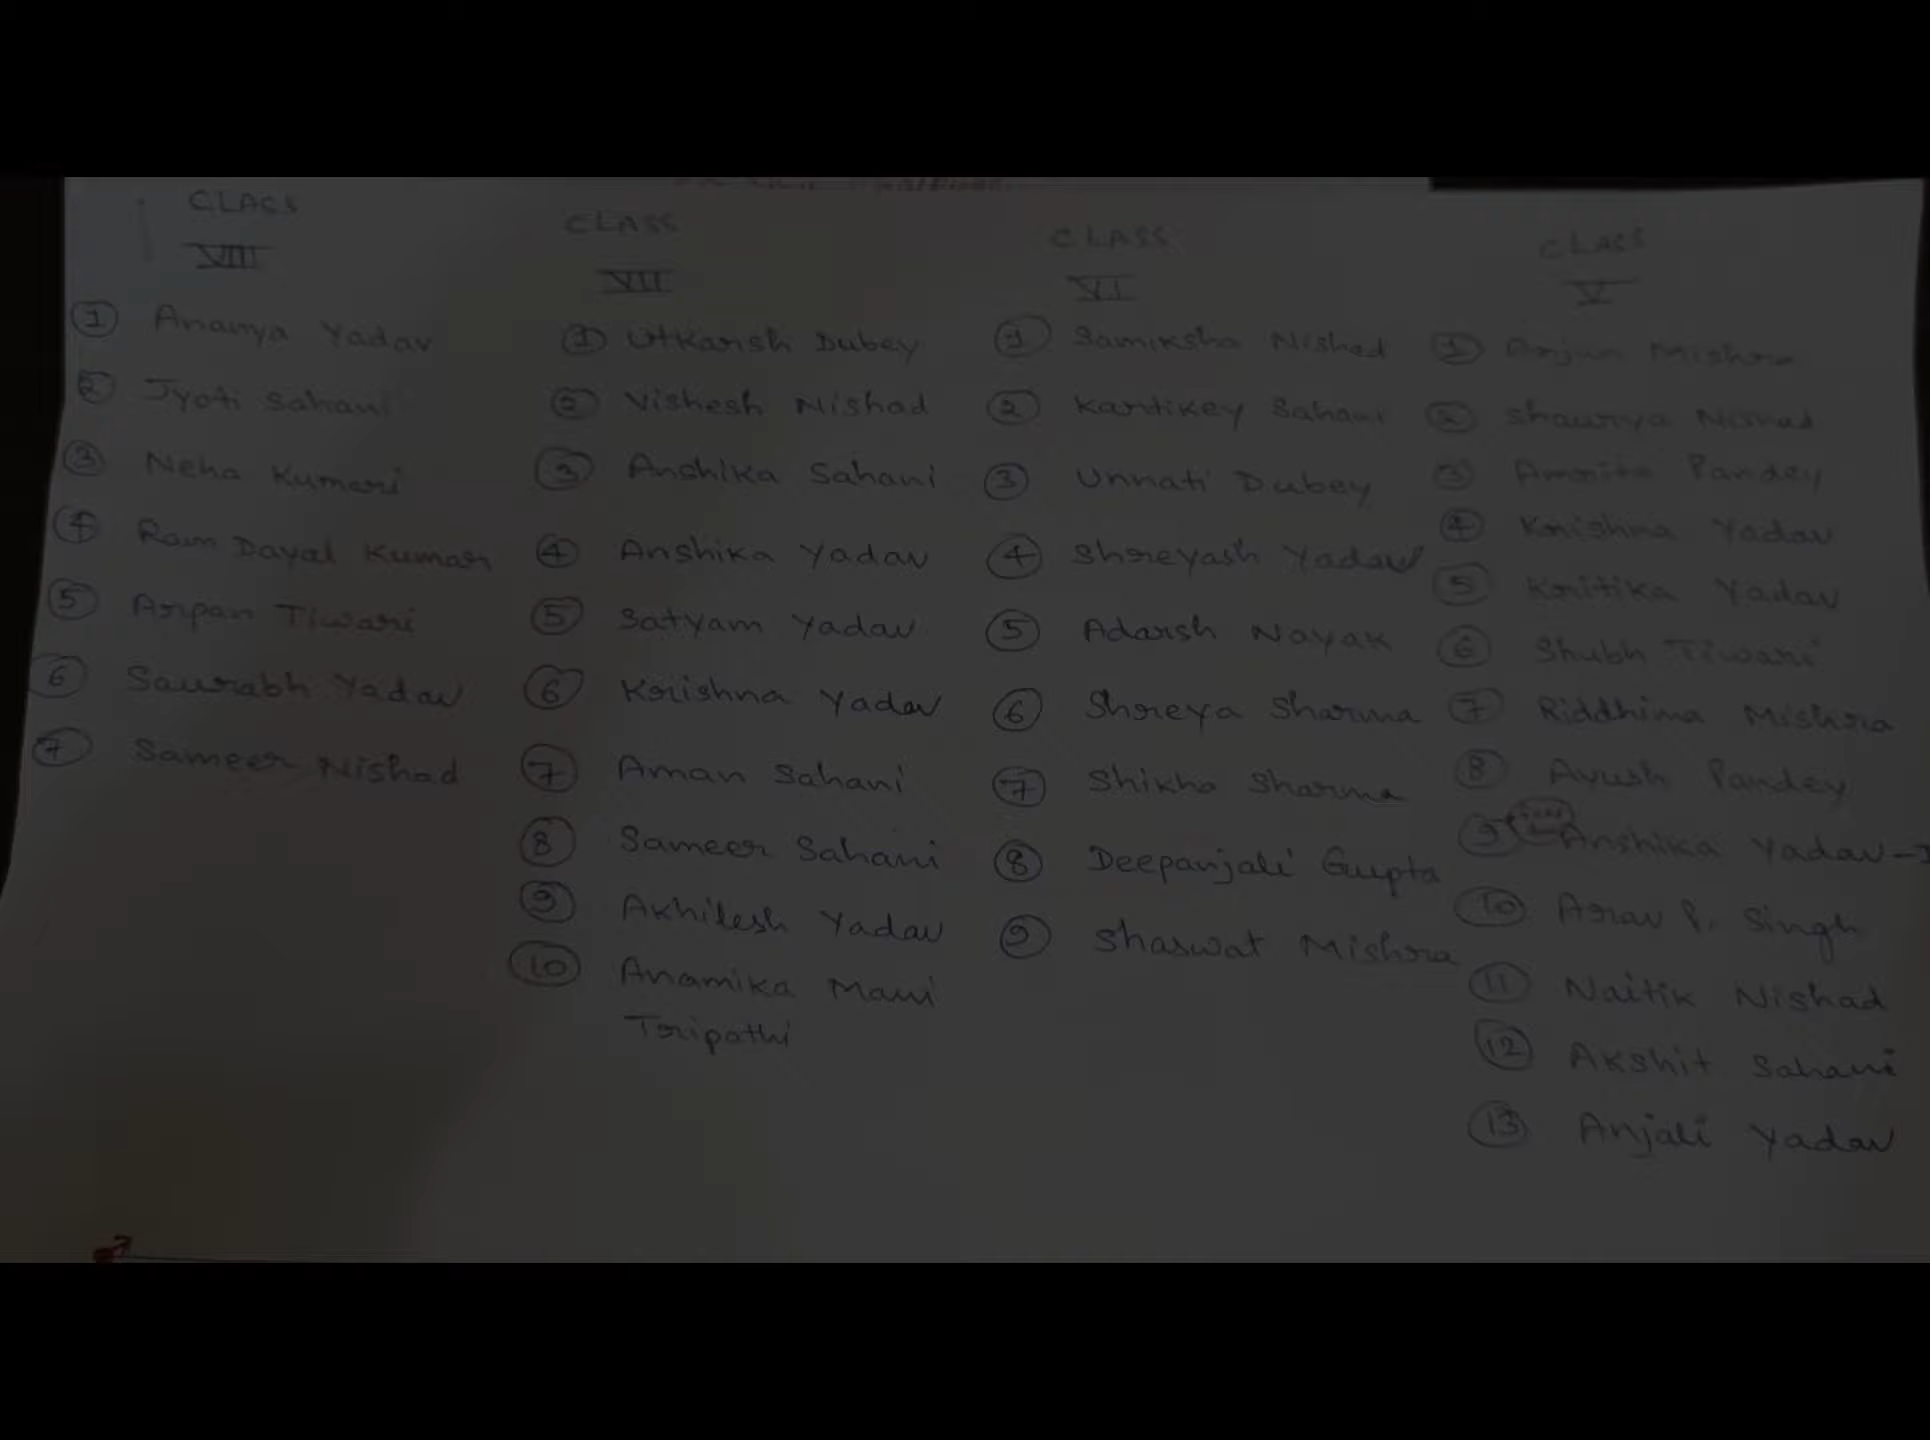 CLASS
VIII
① Ananya Yadav
② Jyoti Sahani
③ Neha Kumari
④ Ram Dayal Kumar
⑤ Arpan Tiwari
⑥ Saurabh Yadav
⑦ Sameer Nishad
CLASS
VII
① Utkarsh Dubey
② Vishesh Nishad
③ Anshika Sahani
④ Anshika Yadav
⑤ Satyam Yadav
⑥ Krishna Yadav
⑦ Aman Sahani
⑧ Sameer Sahani
⑨ Akhilesh Yadav
⑩ Anamika Mani
Tripathi
CLASS
VI
① Samiksha Nishad
② Kartikey Sahani
③ Unnati Dubey
④ Shreyash Yadav
⑤ Adarsh Nayak
⑥ Shreya Sharma
⑦ Shikha Sharma
⑧ Deepanjali Gupta
⑨ Shaswat Mishra
CLASS
V
① Arjun Mishra
② Shaurya Nishad
③ Amrita Pandey
④ Krishna Yadav
⑤ Kritika Yadav
⑥ Shubh Tiwari
⑦ Riddhima Mishra
⑧ Ayush Pandey
⑨ Anshika Yadav
⑩ Arav P. Singh
⑪ Naitik Nishad
⑫ Akshit Sahani
⑬ Anjali Yadav